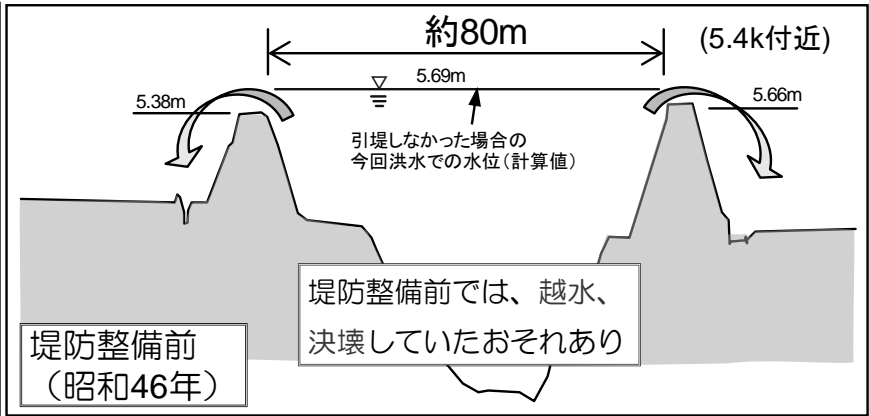 約80m
(5.4k付近)
5.69m
5.38m
5.66m
引堤しなかった場合の
今回洪水での水位（計算値）
堤防整備前では、越水、
決壊していたおそれあり
堤防整備前
（昭和46年）